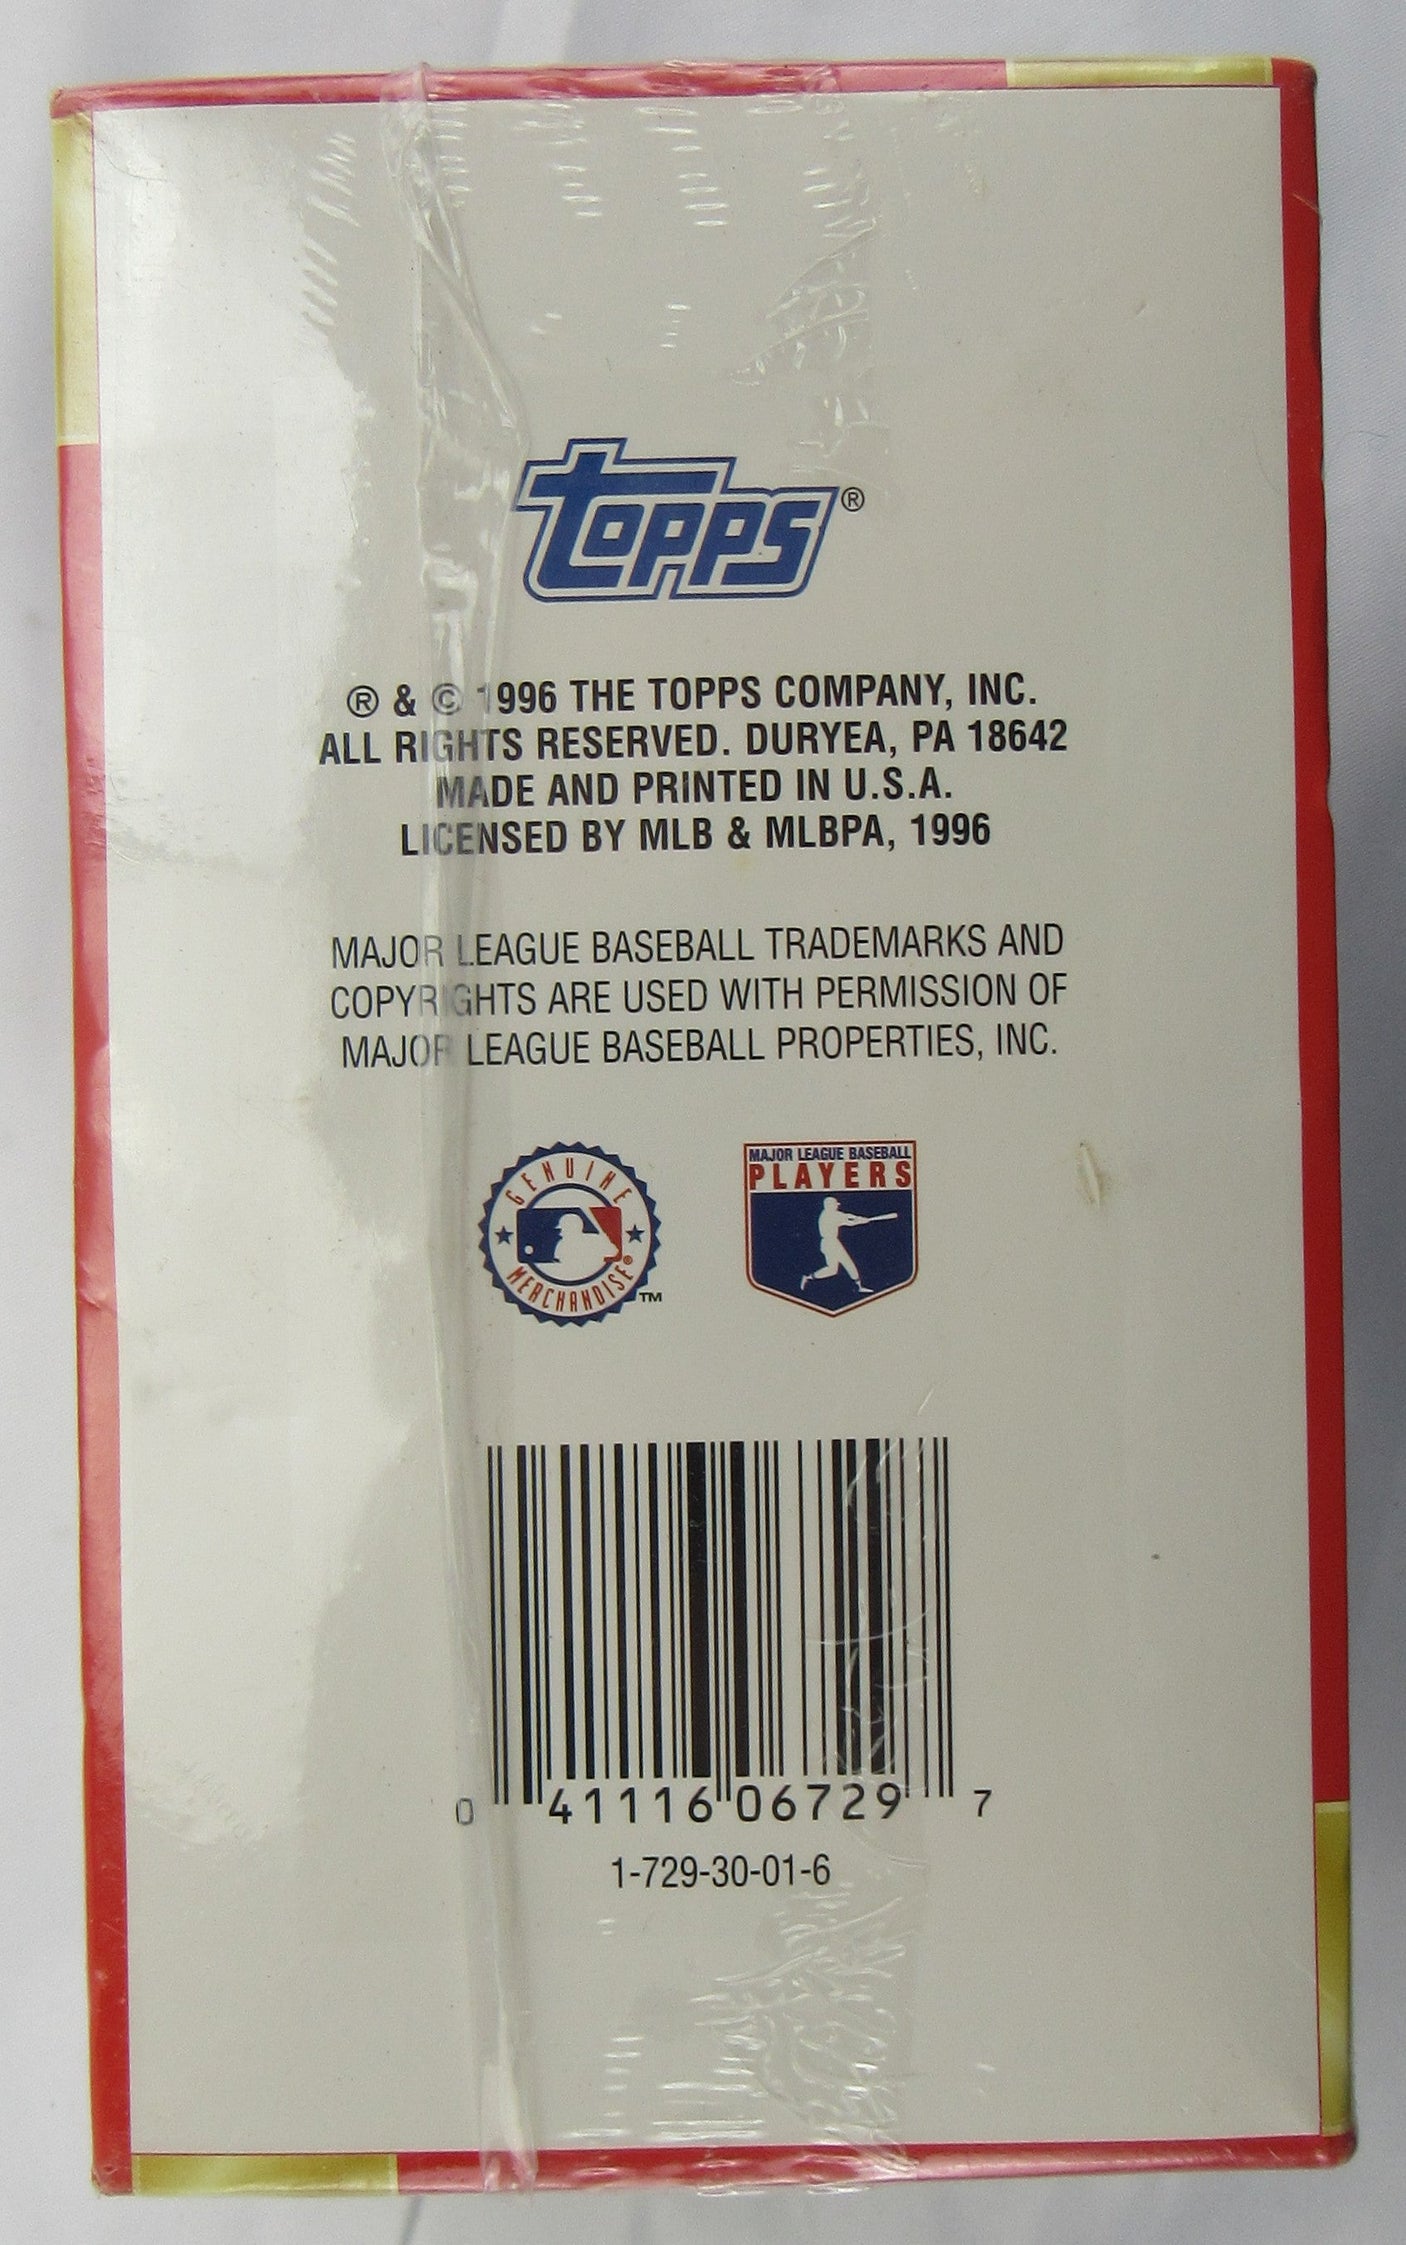 topps®
® & © 1996 THE TOPPS COMPANY, INC.
ALL RIGHTS RESERVED. DURYEA, PA 18642
MADE AND PRINTED IN U.S.A.
LICENSED BY MLB & MLBPA, 1996
MAJOR LEAGUE BASEBALL TRADEMARKS AND
COPYRIGHTS ARE USED WITH PERMISSION OF
MAJOR LEAGUE BASEBALL PROPERTIES, INC.
GENUINE
MERCHANDISE®
™
MAJOR LEAGUE BASEBALL
PLAYERS
0 41116 06729 7
1-729-30-01-6